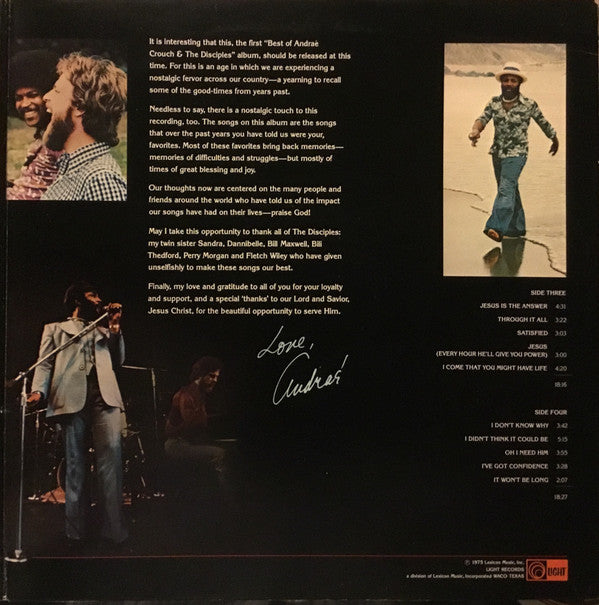 It is interesting that this, the first "Best of Andraè
Crouch & The Disciples" album, should be released at this
time. For this is an age in which we are experiencing a
nostalgic fervor across our country—a yearning to recall
some of the good-times from years past.
Needless to say, there is a nostalgic touch to this
recording, too. The songs on this album are the songs
that over the past years you have told us were your,
favorites. Most of these favorites bring back memories—
memories of difficulties and struggles—but mostly of
times of great blessing and joy.
Our thoughts now are centered on the many people and
friends around the world who have told us of the impact
our songs have had on their lives—praise God!
May I take this opportunity to thank all of The Disciples:
my twin sister Sandra, Dannibelle, Bill Maxwell, Bili
Thedford, Perry Morgan and Fletch Wiley who have given
unselfishly to make these songs our best.
Finally, my love and gratitude to all of you for your loyalty
and support, and a special 'thanks' to our Lord and Savior,
Jesus Christ, for the beautiful opportunity to serve Him.
Love,
Andraé
SIDE THREE
JESUS IS THE ANSWER 4:31
THROUGH IT ALL 3:22
SATISFIED 3:03
JESUS
(EVERY HOUR HE'LL GIVE YOU POWER) 3:00
I COME THAT YOU MIGHT HAVE LIFE 4:20
18:16
SIDE FOUR
I DON'T KNOW WHY 3:42
I DIDN'T THINK IT COULD BE 5:15
OH I NEED HIM 3:55
I'VE GOT CONFIDENCE 3:28
IT WON'T BE LONG 2:07
18:27
℗ 1975 Lexicon Music, Inc.
LIGHT RECORDS
a division of Lexicon Music, Incorporated WACO TEXAS
LIGHT